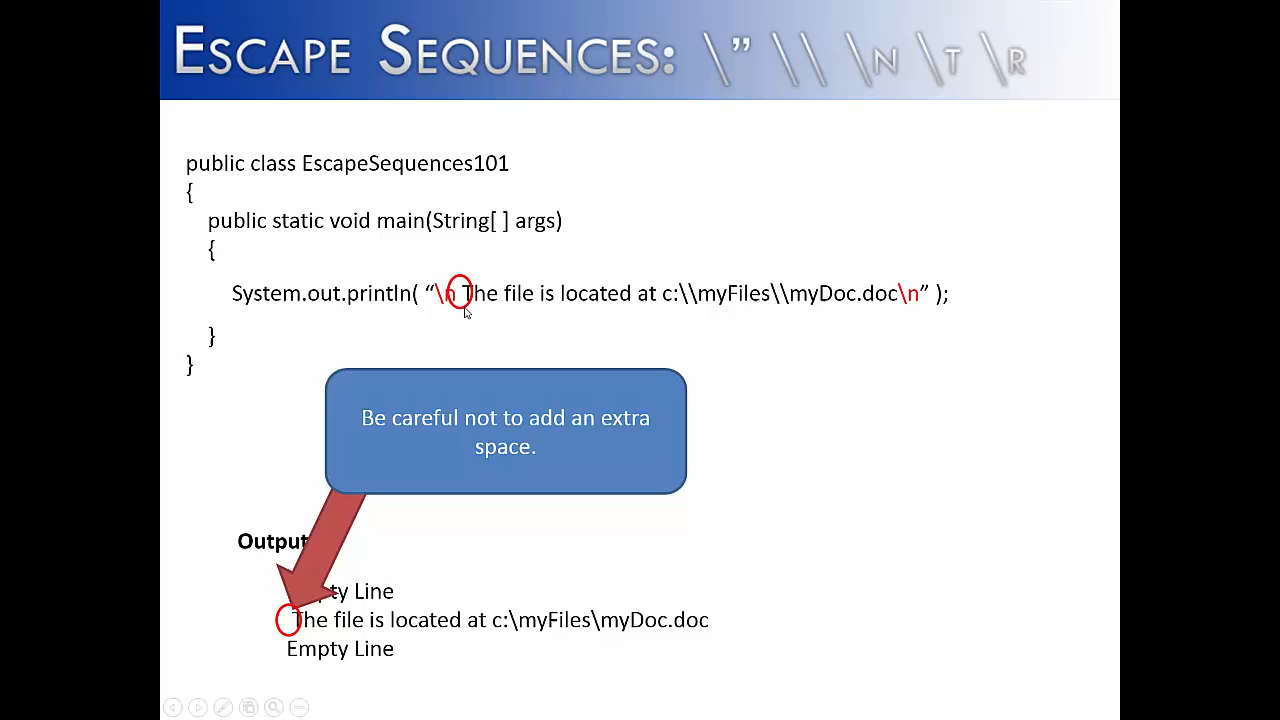 ESCAPE SEQUENCES: \” \\ \N \T \R
public class EscapeSequences101
{
public static void main(String[ ] args)
{
System.out.println( “\n The file is located at c:\\myFiles\\myDoc.doc\n” );
}
}
Be careful not to add an extra
space.
Output
pty Line
The file is located at c:\myFiles\myDoc.doc
Empty Line